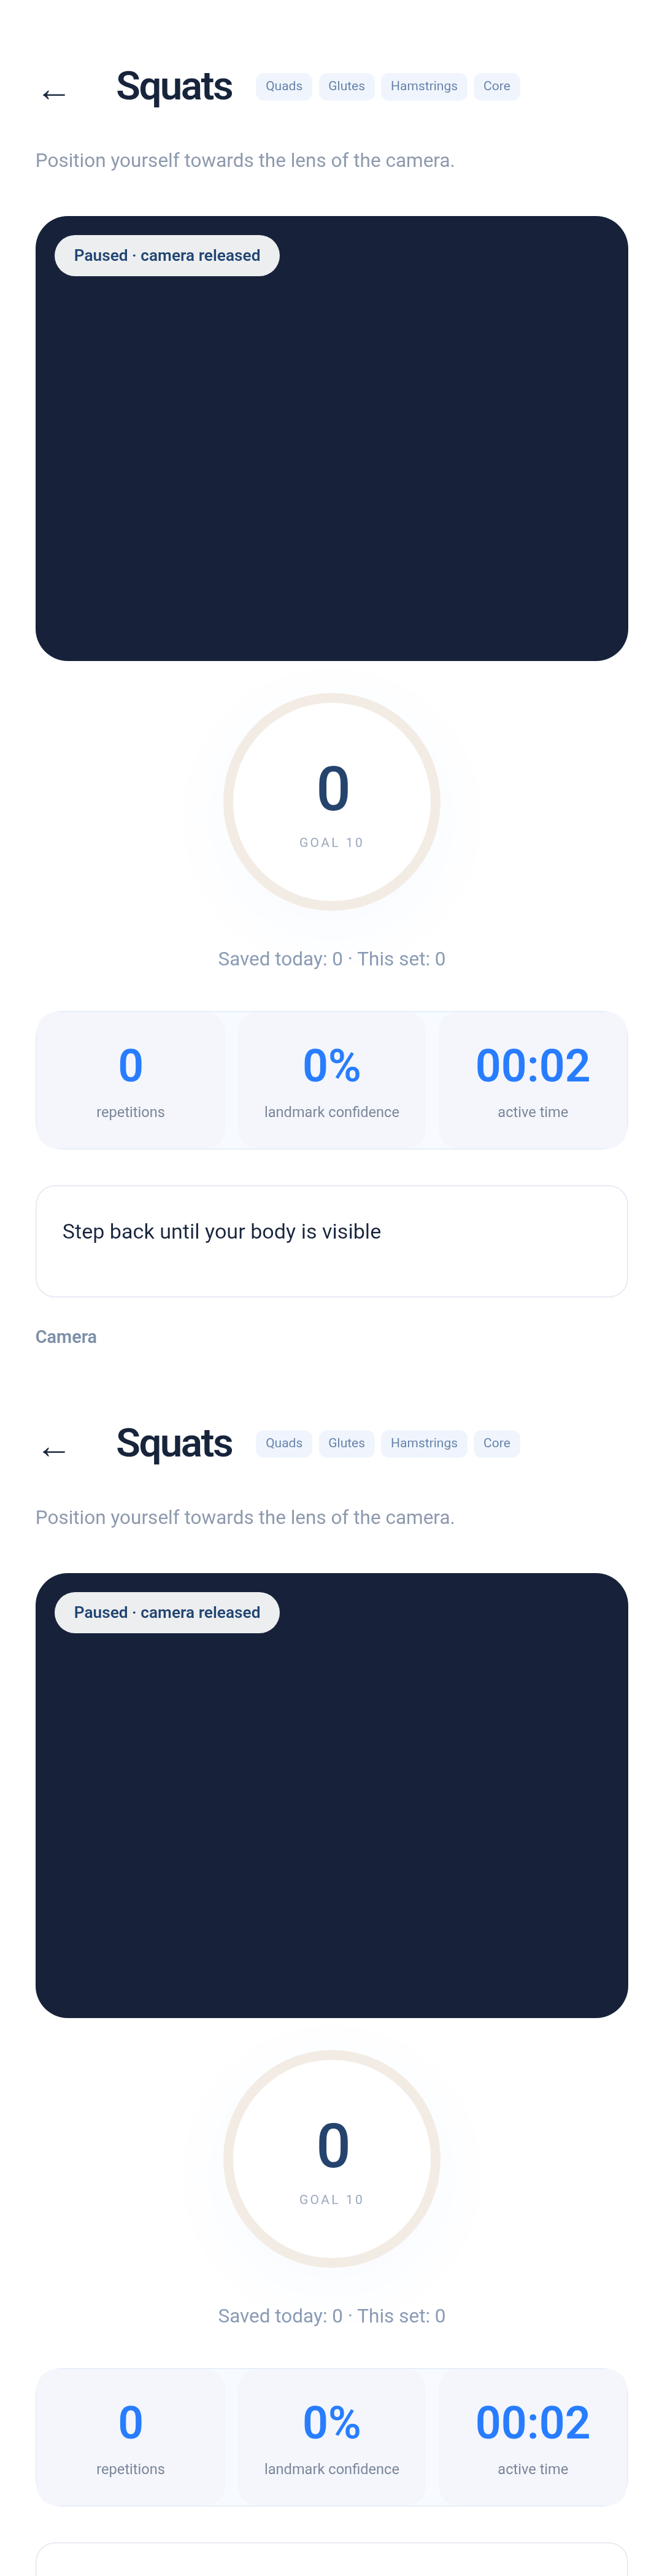 ← Squats Quads Glutes Hamstrings Core
Position yourself towards the lens of the camera.
Paused · camera released
0
GOAL 10
Saved today: 0 · This set: 0
0 0% 00:02
repetitions landmark confidence active time
Step back until your body is visible
Camera
← Squats Quads Glutes Hamstrings Core
Position yourself towards the lens of the camera.
Paused · camera released
0
GOAL 10
Saved today: 0 · This set: 0
0 0% 00:02
repetitions landmark confidence active time